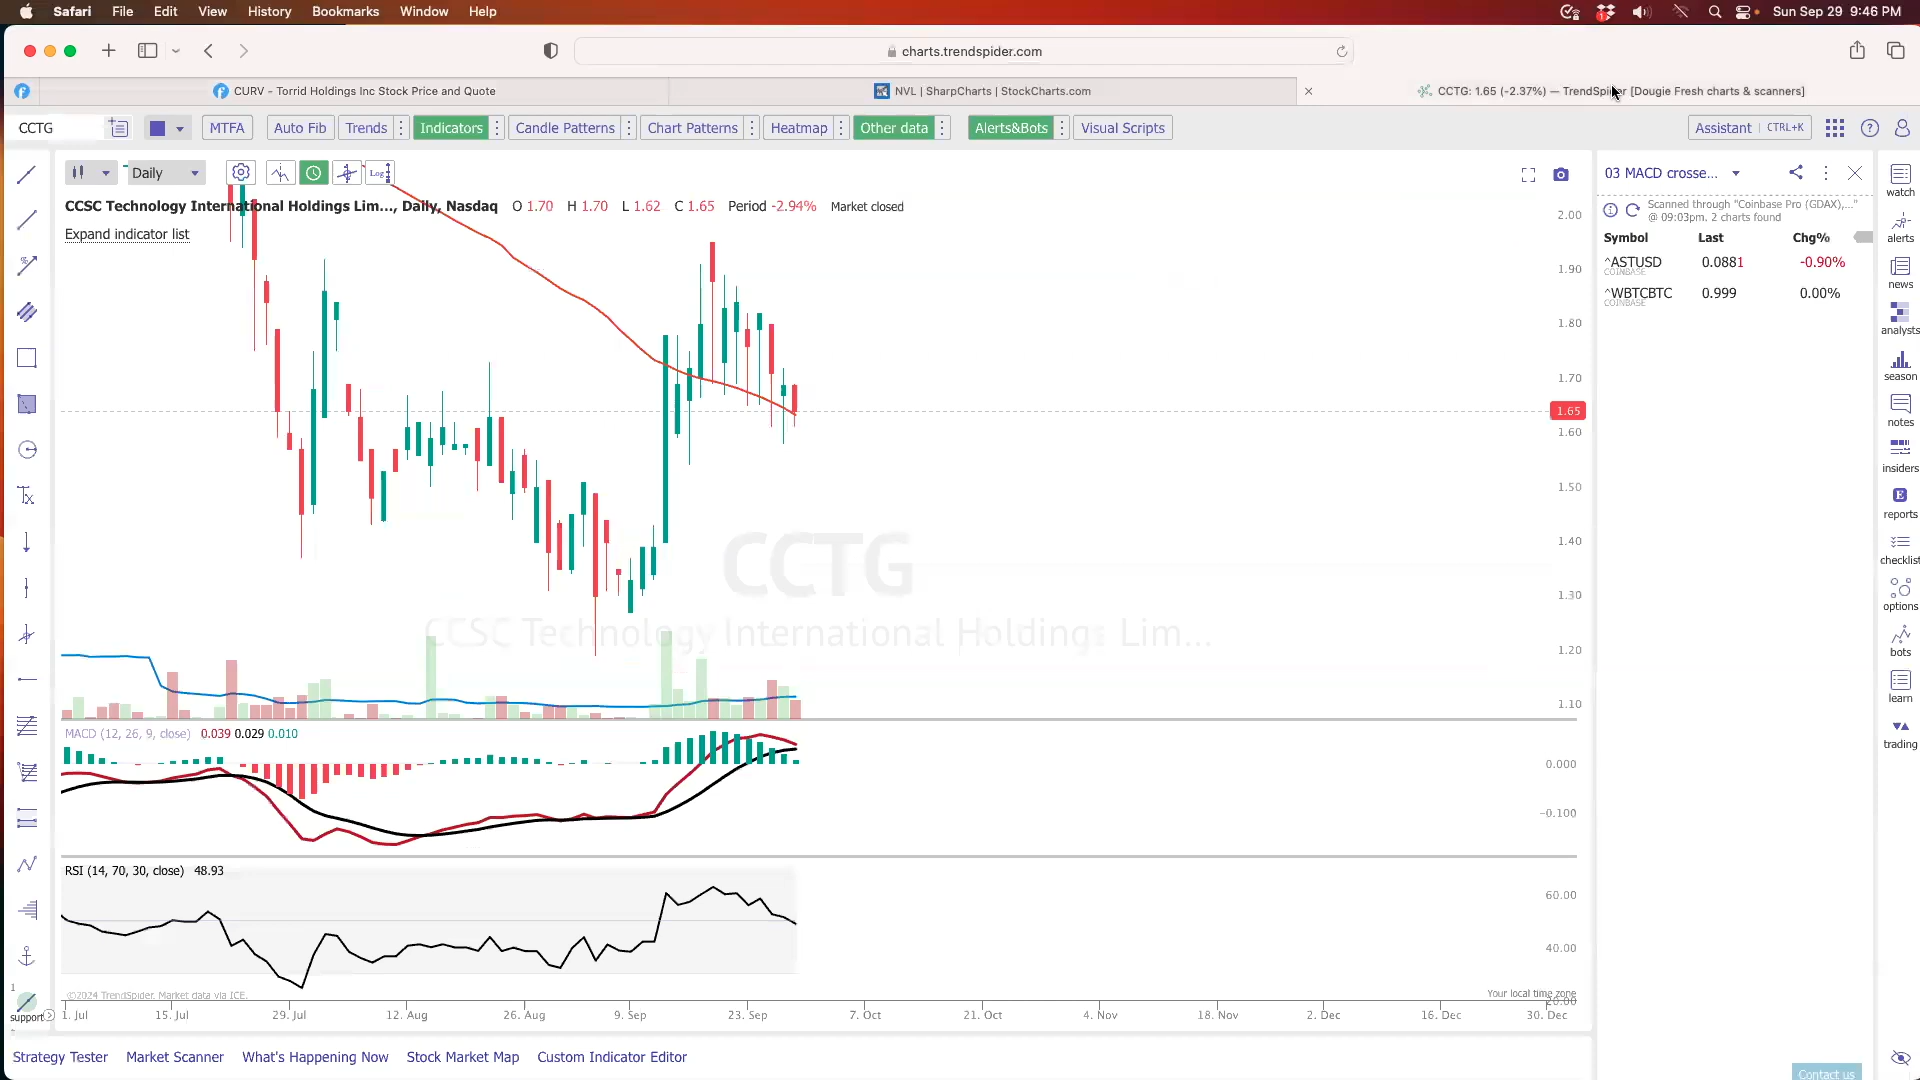 Safari File Edit View History Bookmarks Window Help Sun Sep 29 9:46 PM
charts.trendspider.com
CURV - Torrid Holdings Inc Stock Price and Quote
NVL | SharpCharts | StockCharts.com
CCTG: 1.65 (-2.37%) — TrendSpider [Dougie Fresh charts & scanners]
CCTG MTFA Auto Fib Trends Indicators Candle Patterns Chart Patterns Heatmap Other data Alerts&Bots Visual Scripts Assistant CTRL+K
Daily Log
CCSC Technology International Holdings Lim..., Daily, Nasdaq O 1.70 H 1.70 L 1.62 C 1.65 Period -2.94% Market closed
Expand indicator list
2.00
1.90
1.80
1.70
1.65
1.60
1.50
1.40
1.30
1.20
1.10
CCTG
CCSC Technology International Holdings Lim...
MACD (12, 26, 9, close) 0.039 0.029 0.010
0.000
-0.100
RSI (14, 70, 30, close) 48.93
60.00
40.00
20.00
©2024 TrendSpider. Market data via ICE.
Your local time zone
1. Jul 15. Jul 29. Jul 12. Aug 26. Aug 9. Sep 23. Sep 7. Oct 21. Oct 4. Nov 18. Nov 2. Dec 16. Dec 30. Dec
1
support
Strategy Tester Market Scanner What's Happening Now Stock Market Map Custom Indicator Editor
03 MACD crosse...
Scanned through "Coinbase Pro (GDAX),..."
@ 09:03pm. 2 charts found
Symbol Last Chg%
^ASTUSD 0.0881 -0.90%
COINBASE
^WBTCBTC 0.999 0.00%
COINBASE
watch
alerts
news
analysts
season
notes
insiders
E
reports
checklist
options
bots
learn
trading
Contact us